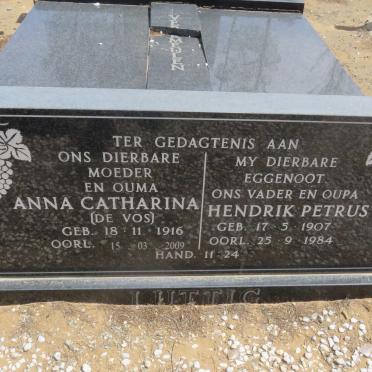 TER GEDAGTENIS AAN
ONS DIERBARE
MOEDER
EN OUMA
ANNA CATHARINA
(DE VOS)
GEB. 18 · 11 · 1916
OORL. 15 · 03 · 2009
MY DIERBARE
EGGENOOT.
ONS VADER EN OUPA
HENDRIK PETRUS
GEB. 17 · 5 · 1907
OORL. 25 · 9 · 1984
HAND. 11 : 24